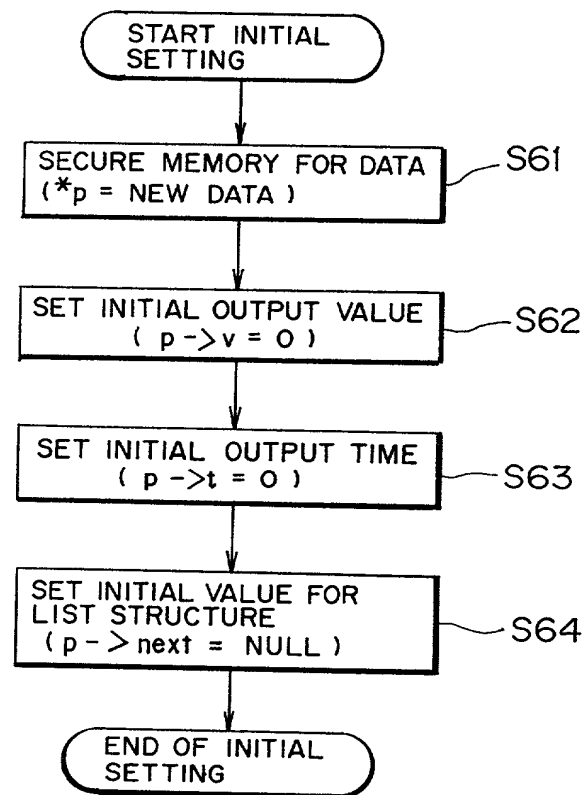 START INITIAL
SETTING
SECURE MEMORY FOR DATA
(*p = NEW DATA)
S61
SET INITIAL OUTPUT VALUE
( p ->v = 0 )
S62
SET INITIAL OUTPUT TIME
( p ->t = 0 )
S63
SET INITIAL VALUE FOR
LIST STRUCTURE
( p -> next = NULL )
S64
END OF INITIAL
SETTING